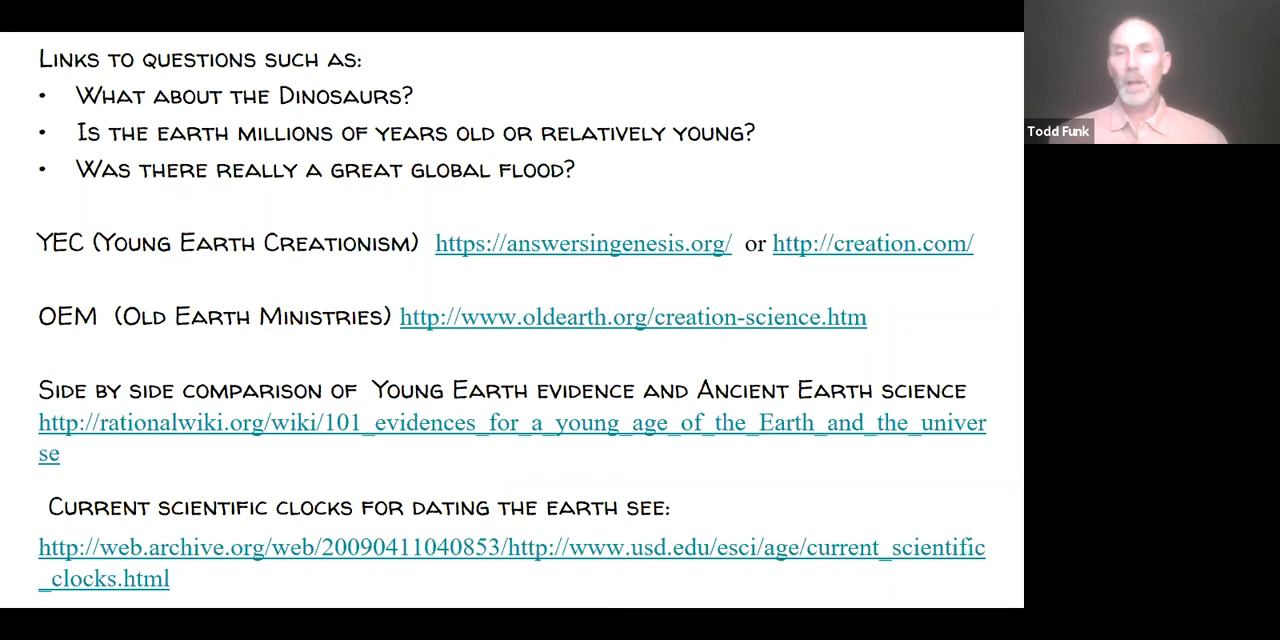 Links to questions such as:
• What about the Dinosaurs?
• Is the earth millions of years old or relatively young?
• Was there really a great global flood?
YEC (Young Earth Creationism) https://answersingenesis.org/ or http://creation.com/
OEM (Old Earth Ministries) http://www.oldearth.org/creation-science.htm
Side by side comparison of Young Earth evidence and Ancient Earth science
http://rationalwiki.org/wiki/101_evidences_for_a_young_age_of_the_Earth_and_the_univer
se
Current scientific clocks for dating the earth see:
http://web.archive.org/web/20090411040853/http://www.usd.edu/esci/age/current_scientific
_clocks.html
Todd Funk